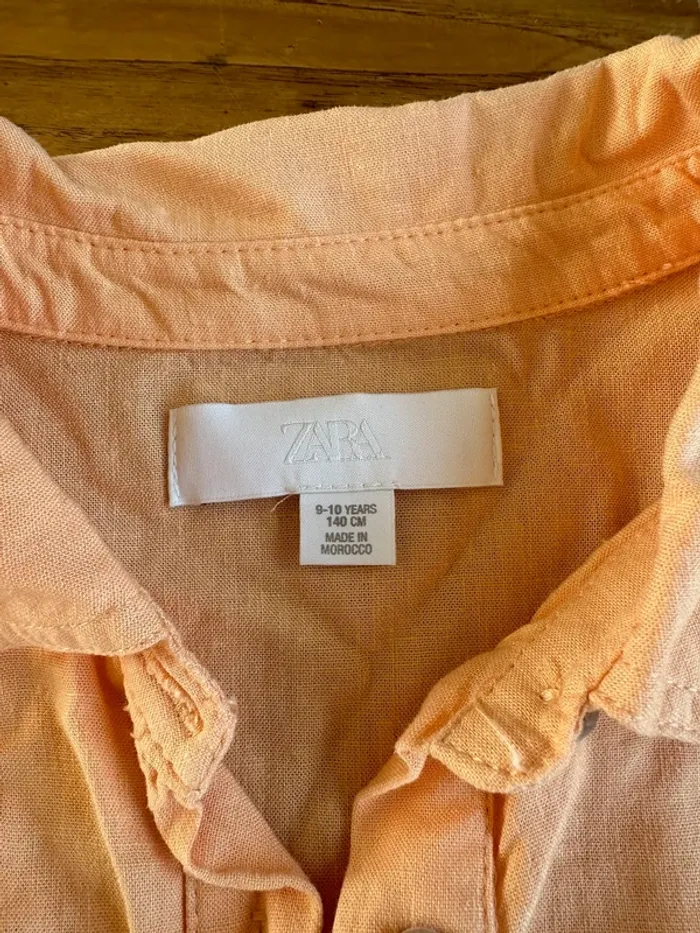 ZARA
9-10 YEARS
140 CM
MADE IN
MOROCCO